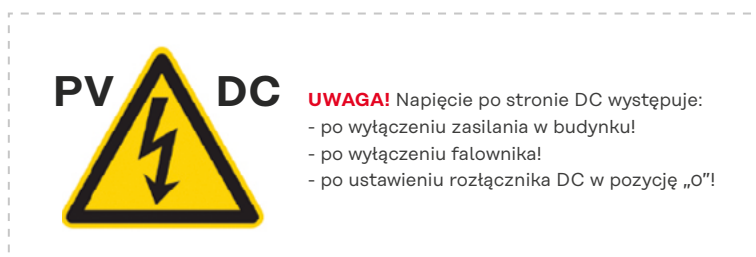 PV DC
UWAGA! Napięcie po stronie DC występuje:
- po wyłączeniu zasilania w budynku!
- po wyłączeniu falownika!
- po ustawieniu rozłącznika DC w pozycję „0”!